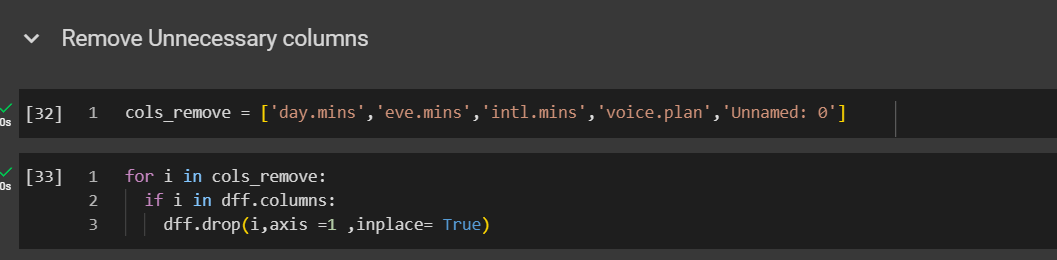 Remove Unnecessary columns
[32] 1 cols_remove = ['day.mins','eve.mins','intl.mins','voice.plan','Unnamed: 0']
0s
[33] 1 for i in cols_remove:
0s
2 if i in dff.columns:
3 dff.drop(i,axis =1 ,inplace= True)